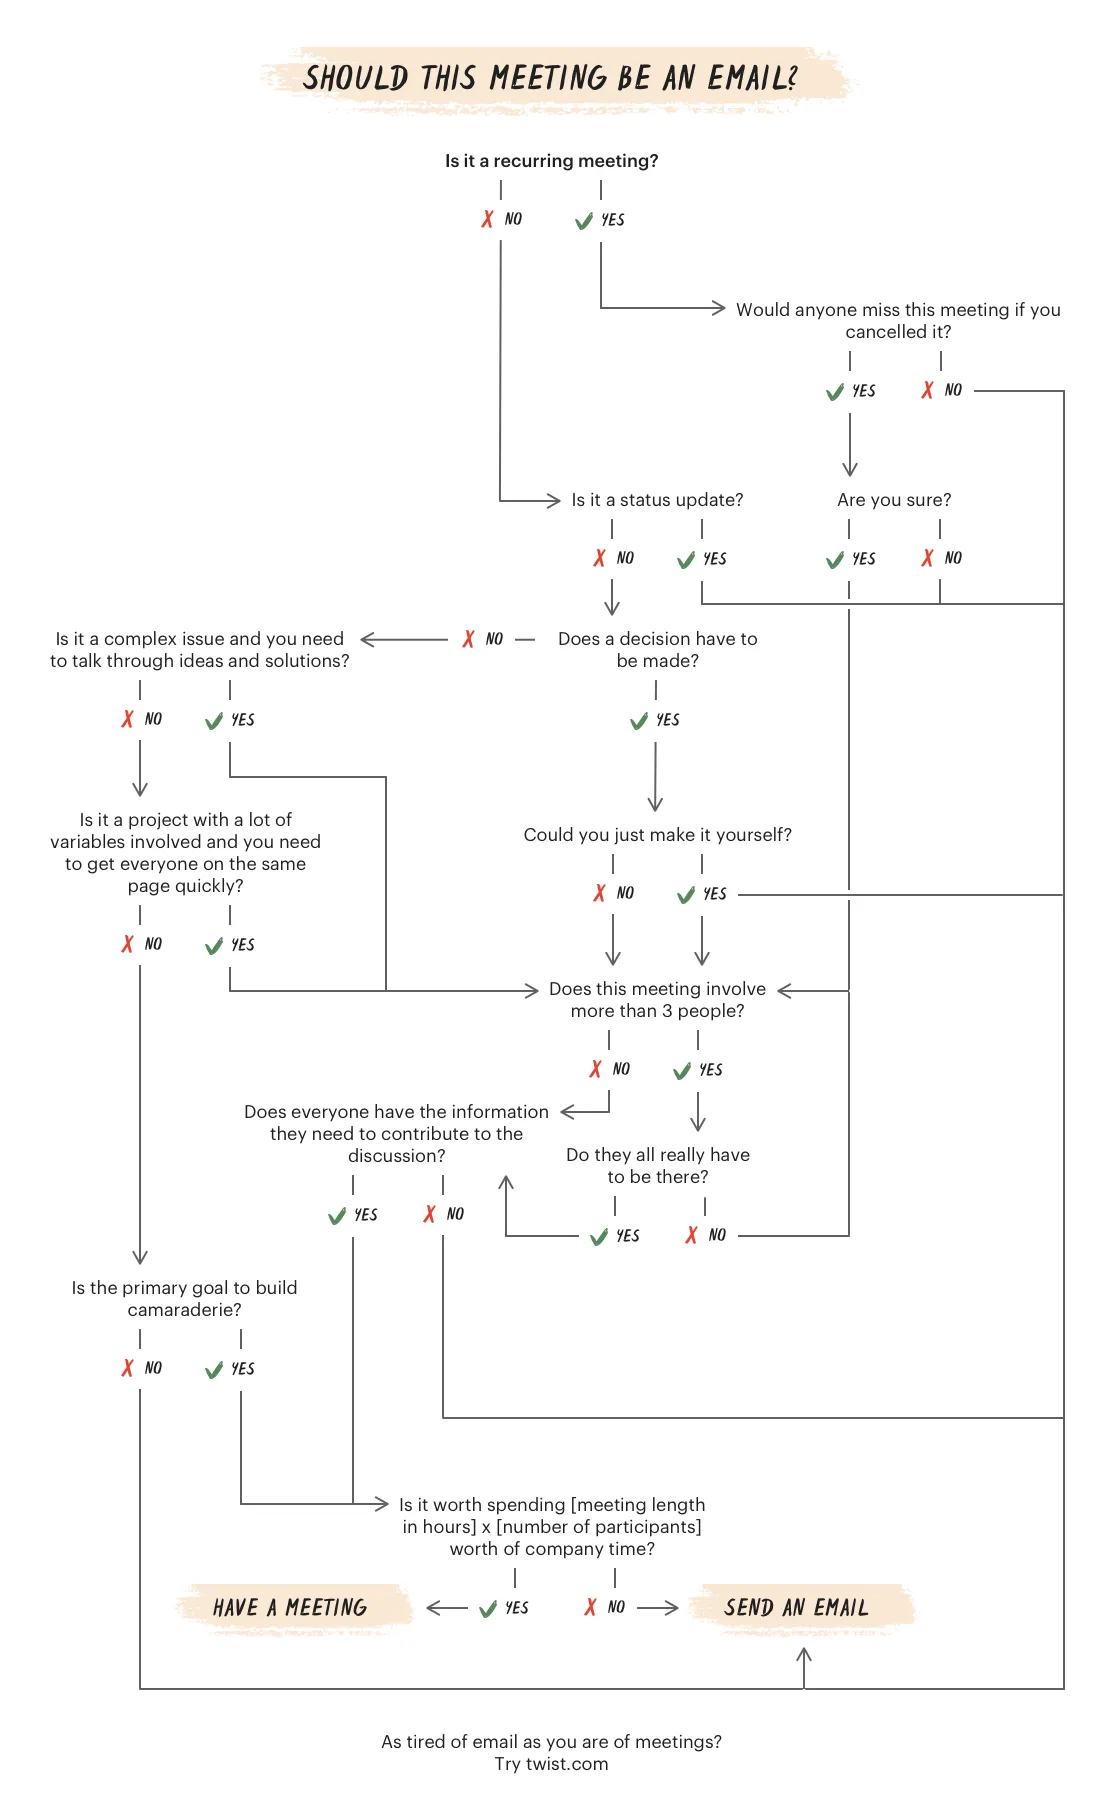 SHOULD THIS MEETING BE AN EMAIL?
Is it a recurring meeting?
NO
YES
Would anyone miss this meeting if you
cancelled it?
YES
NO
Is it a status update?
Are you sure?
NO
YES
YES
NO
Is it a complex issue and you need
to talk through ideas and solutions?
NO
Does a decision have to
be made?
NO
YES
YES
Is it a project with a lot of
variables involved and you need
to get everyone on the same
page quickly?
Could you just make it yourself?
NO
YES
NO
YES
Does this meeting involve
more than 3 people?
NO
YES
Does everyone have the information
they need to contribute to the
discussion?
Do they all really have
to be there?
YES
NO
YES
NO
Is the primary goal to build
camaraderie?
NO
YES
Is it worth spending [meeting length
in hours] x [number of participants]
worth of company time?
HAVE A MEETING
YES
NO
SEND AN EMAIL
As tired of email as you are of meetings?
Try twist.com